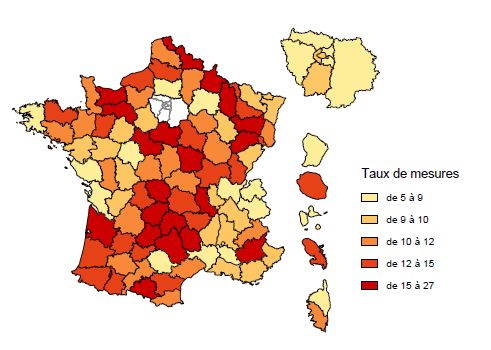 Taux de mesures
de 5 à 9
de 9 à 10
de 10 à 12
de 12 à 15
de 15 à 27